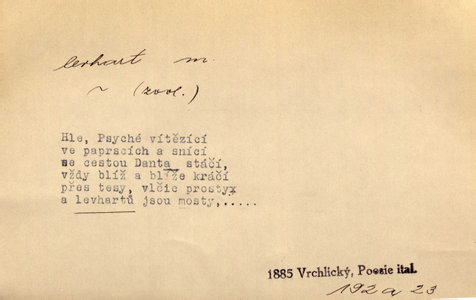 levhart m.
~ (zool.)
Hle, Psyché vítězící
ve paprscích a snící
se cestou Danta stáčí,
vždy blíž a blíže kráčí
přes tesy, vlčic prostyx
a levhartů jsou mosty,.....
1885 Vrchlický, Poesie ital.
192a 23